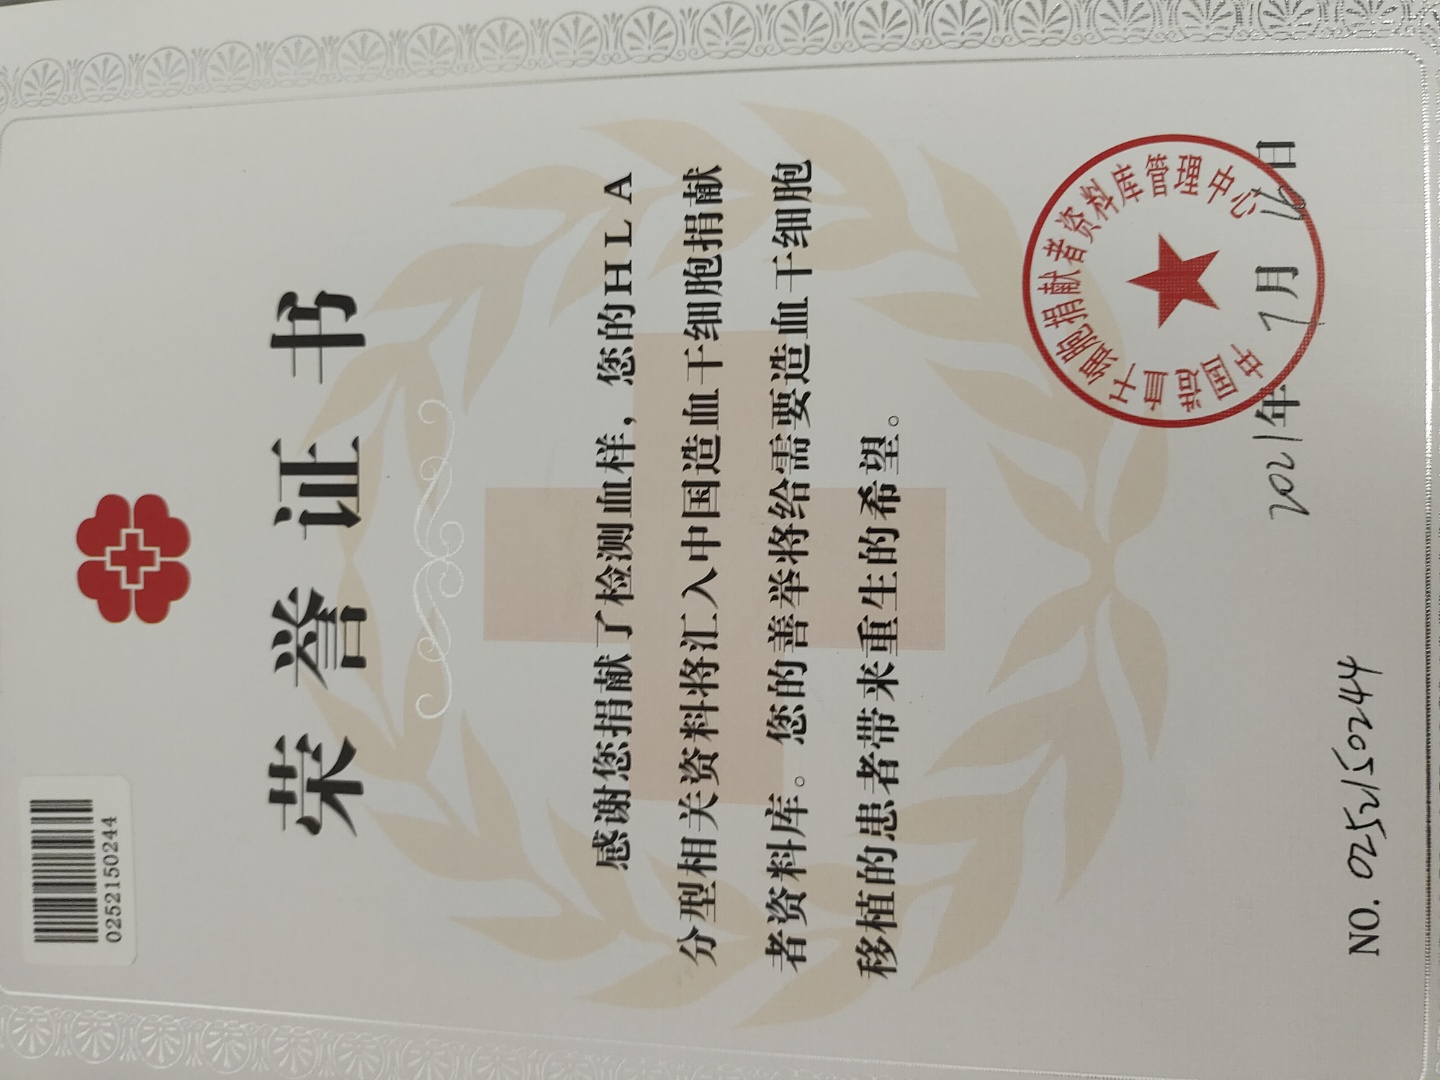 0252150244
荣誉证书
感谢您捐献了检测血样，您的HLA
分型相关资料将汇入中国造血干细胞捐献
者资料库。您的善举将给需要造血干细胞
移植的患者带来重生的希望。
中国造血干细胞捐献者资料库管理中心
2021年7月16日
NO. 0252150244